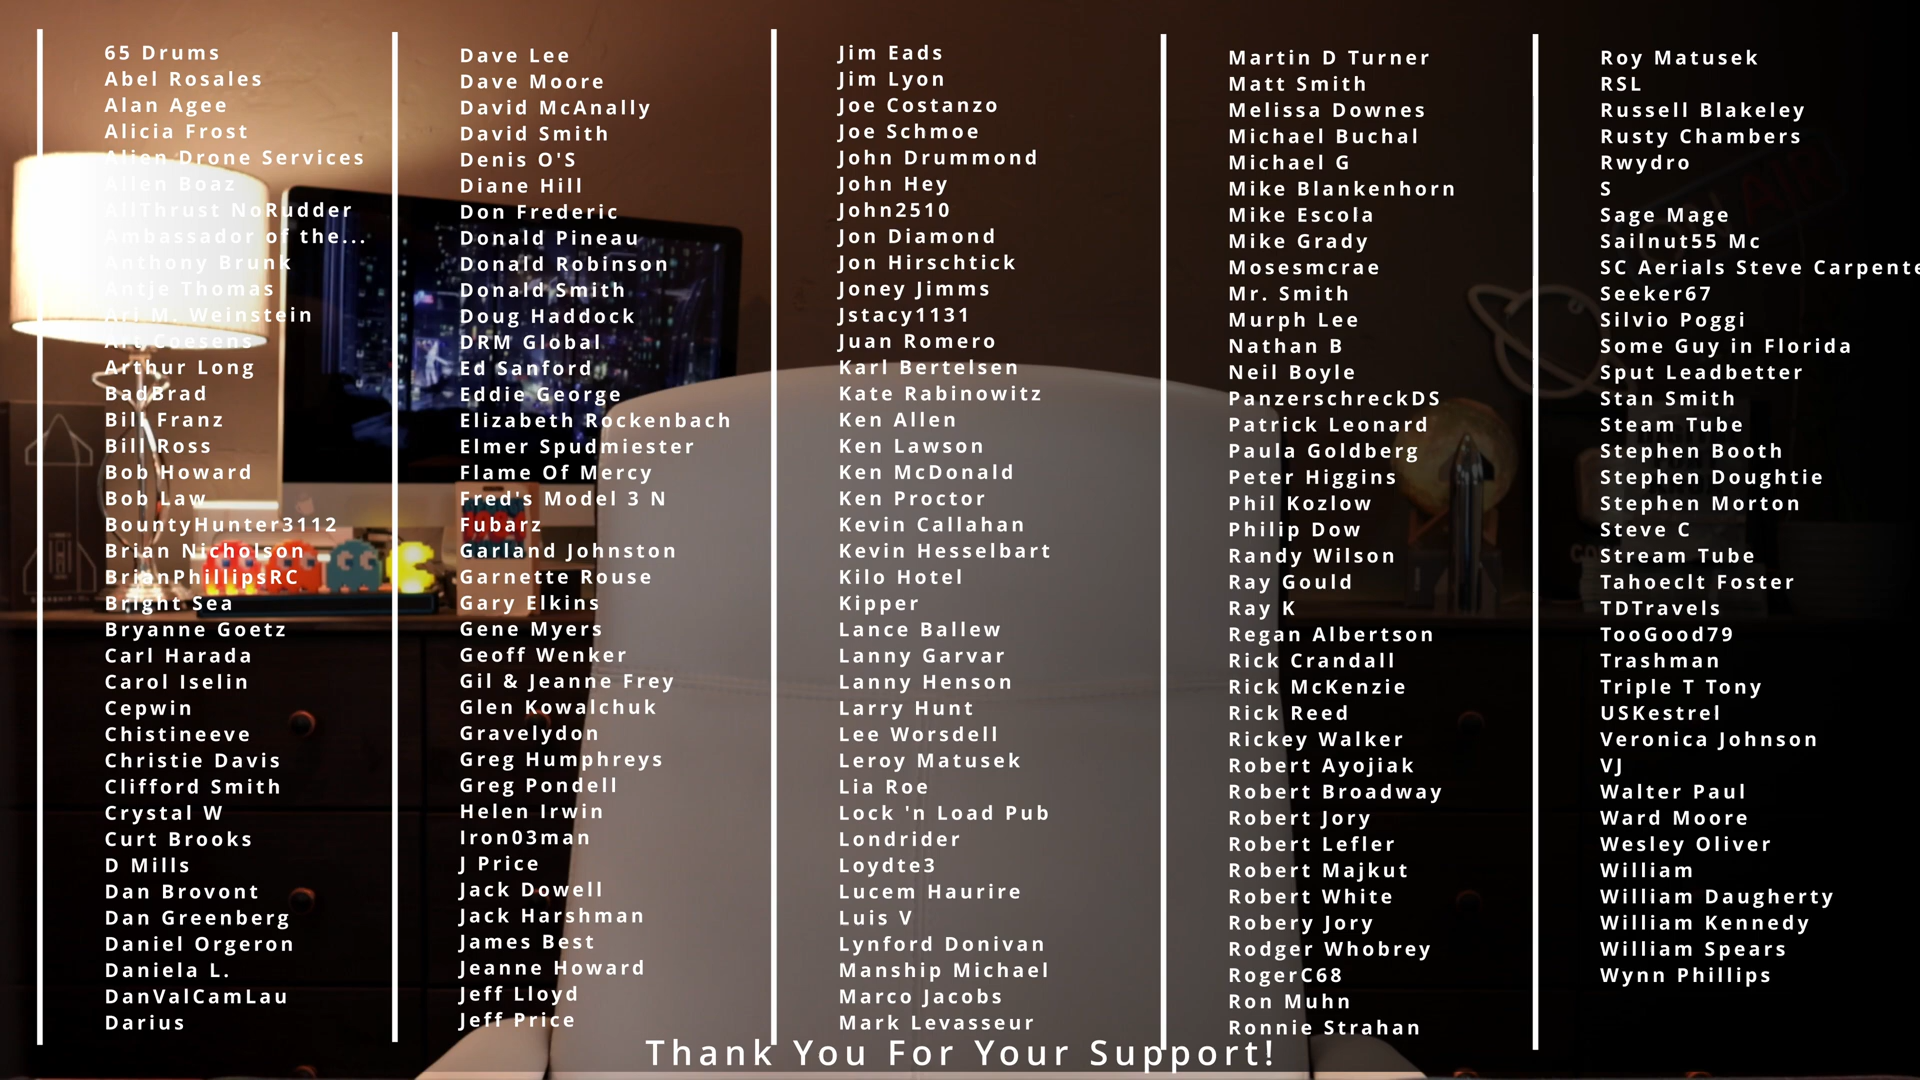 65 Drums
Abel Rosales
Alan Agee
Alicia Frost
Alien Drone Services
Allen Boaz
AllThrust NoRudder
Ambassador of the...
Anthony Brunk
Antje Thomas
Ari M. Weinstein
Art Coesens
Arthur Long
BadBrad
Bill Franz
Bill Ross
Bob Howard
Bob Law
BountyHunter3112
Brian Nicholson
BrianPhillipsRC
Bright Sea
Bryanne Goetz
Carl Harada
Carol Iselin
Cepwin
Chistineeve
Christie Davis
Clifford Smith
Crystal W
Curt Brooks
D Mills
Dan Brovont
Dan Greenberg
Daniel Orgeron
Daniela L.
DanValCamLau
Darius
Dave Lee
Dave Moore
David McAnally
David Smith
Denis O'S
Diane Hill
Don Frederic
Donald Pineau
Donald Robinson
Donald Smith
Doug Haddock
DRM Global
Ed Sanford
Eddie George
Elizabeth Rockenbach
Elmer Spudmiester
Flame Of Mercy
Fred's Model 3 N
Fubarz
Garland Johnston
Garnette Rouse
Gary Elkins
Gene Myers
Geoff Wenker
Gil & Jeanne Frey
Glen Kowalchuk
Gravelydon
Greg Humphreys
Greg Pondell
Helen Irwin
Iron03man
J Price
Jack Dowell
Jack Harshman
James Best
Jeanne Howard
Jeff Lloyd
Jeff Price
Jim Eads
Jim Lyon
Joe Costanzo
Joe Schmoe
John Drummond
John Hey
John2510
Jon Diamond
Jon Hirschtick
Joney Jimms
Jstacy1131
Juan Romero
Karl Bertelsen
Kate Rabinowitz
Ken Allen
Ken Lawson
Ken McDonald
Ken Proctor
Kevin Callahan
Kevin Hesselbart
Kilo Hotel
Kipper
Lance Ballew
Lanny Garvar
Lanny Henson
Larry Hunt
Lee Worsdell
Leroy Matusek
Lia Roe
Lock 'n Load Pub
Londrider
Loydte3
Lucem Haurire
Luis V
Lynford Donivan
Manship Michael
Marco Jacobs
Mark Levasseur
Martin D Turner
Matt Smith
Melissa Downes
Michael Buchal
Michael G
Mike Blankenhorn
Mike Escola
Mike Grady
Mosesmcrae
Mr. Smith
Murph Lee
Nathan B
Neil Boyle
PanzerschreckDS
Patrick Leonard
Paula Goldberg
Peter Higgins
Phil Kozlow
Philip Dow
Randy Wilson
Ray Gould
Ray K
Regan Albertson
Rick Crandall
Rick McKenzie
Rick Reed
Rickey Walker
Robert Ayojiak
Robert Broadway
Robert Jory
Robert Lefler
Robert Majkut
Robert White
Robery Jory
Rodger Whobrey
RogerC68
Ron Muhn
Ronnie Strahan
Roy Matusek
RSL
Russell Blakeley
Rusty Chambers
Rwydro
S
Sage Mage
Sailnut55 Mc
SC Aerials Steve Carpente
Seeker67
Silvio Poggi
Some Guy in Florida
Sput Leadbetter
Stan Smith
Steam Tube
Stephen Booth
Stephen Doughtie
Stephen Morton
Steve C
Stream Tube
Tahoeclt Foster
TDTravels
TooGood79
Trashman
Triple T Tony
USKestrel
Veronica Johnson
VJ
Walter Paul
Ward Moore
Wesley Oliver
William
William Daugherty
William Kennedy
William Spears
Wynn Phillips
Thank You For Your Support!